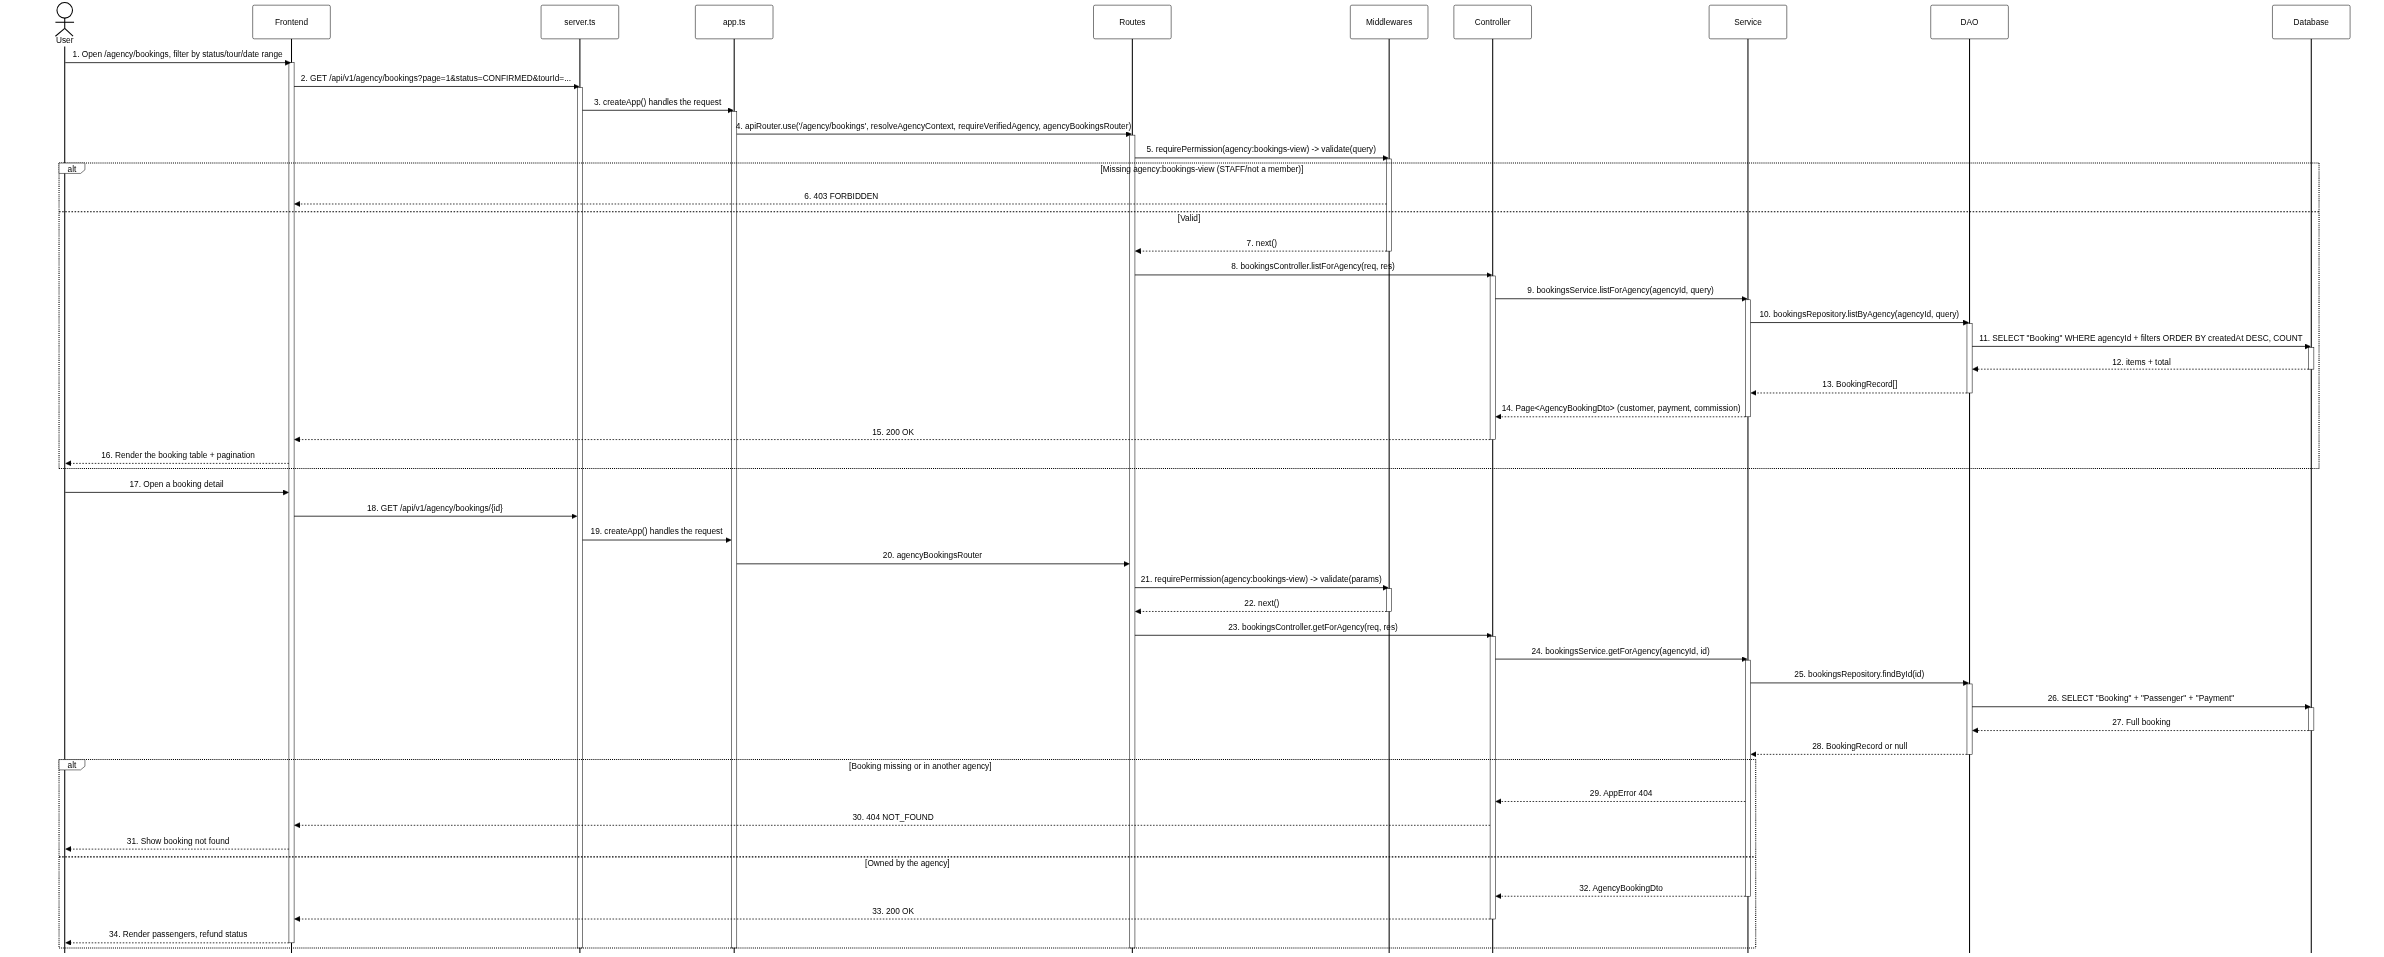 User
Frontend
server.ts
app.ts
Routes
Middlewares
Controller
Service
DAO
Database
1. Open /agency/bookings, filter by status/tour/date range
2. GET /api/v1/agency/bookings?page=1&status=CONFIRMED&tourId=...
3. createApp() handles the request
4. apiRouter.use('/agency/bookings', resolveAgencyContext, requireVerifiedAgency, agencyBookingsRouter)
5. requirePermission(agency:bookings-view) -> validate(query)
alt
[Missing agency:bookings-view (STAFF/not a member)]
6. 403 FORBIDDEN
[Valid]
7. next()
8. bookingsController.listForAgency(req, res)
9. bookingsService.listForAgency(agencyId, query)
10. bookingsRepository.listByAgency(agencyId, query)
11. SELECT "Booking" WHERE agencyId + filters ORDER BY createdAt DESC, COUNT
12. items + total
13. BookingRecord[]
14. Page<AgencyBookingDto> (customer, payment, commission)
15. 200 OK
16. Render the booking table + pagination
17. Open a booking detail
18. GET /api/v1/agency/bookings/{id}
19. createApp() handles the request
20. agencyBookingsRouter
21. requirePermission(agency:bookings-view) -> validate(params)
22. next()
23. bookingsController.getForAgency(req, res)
24. bookingsService.getForAgency(agencyId, id)
25. bookingsRepository.findById(id)
26. SELECT "Booking" + "Passenger" + "Payment"
27. Full booking
28. BookingRecord or null
alt
[Booking missing or in another agency]
29. AppError 404
30. 404 NOT_FOUND
31. Show booking not found
[Owned by the agency]
32. AgencyBookingDto
33. 200 OK
34. Render passengers, refund status